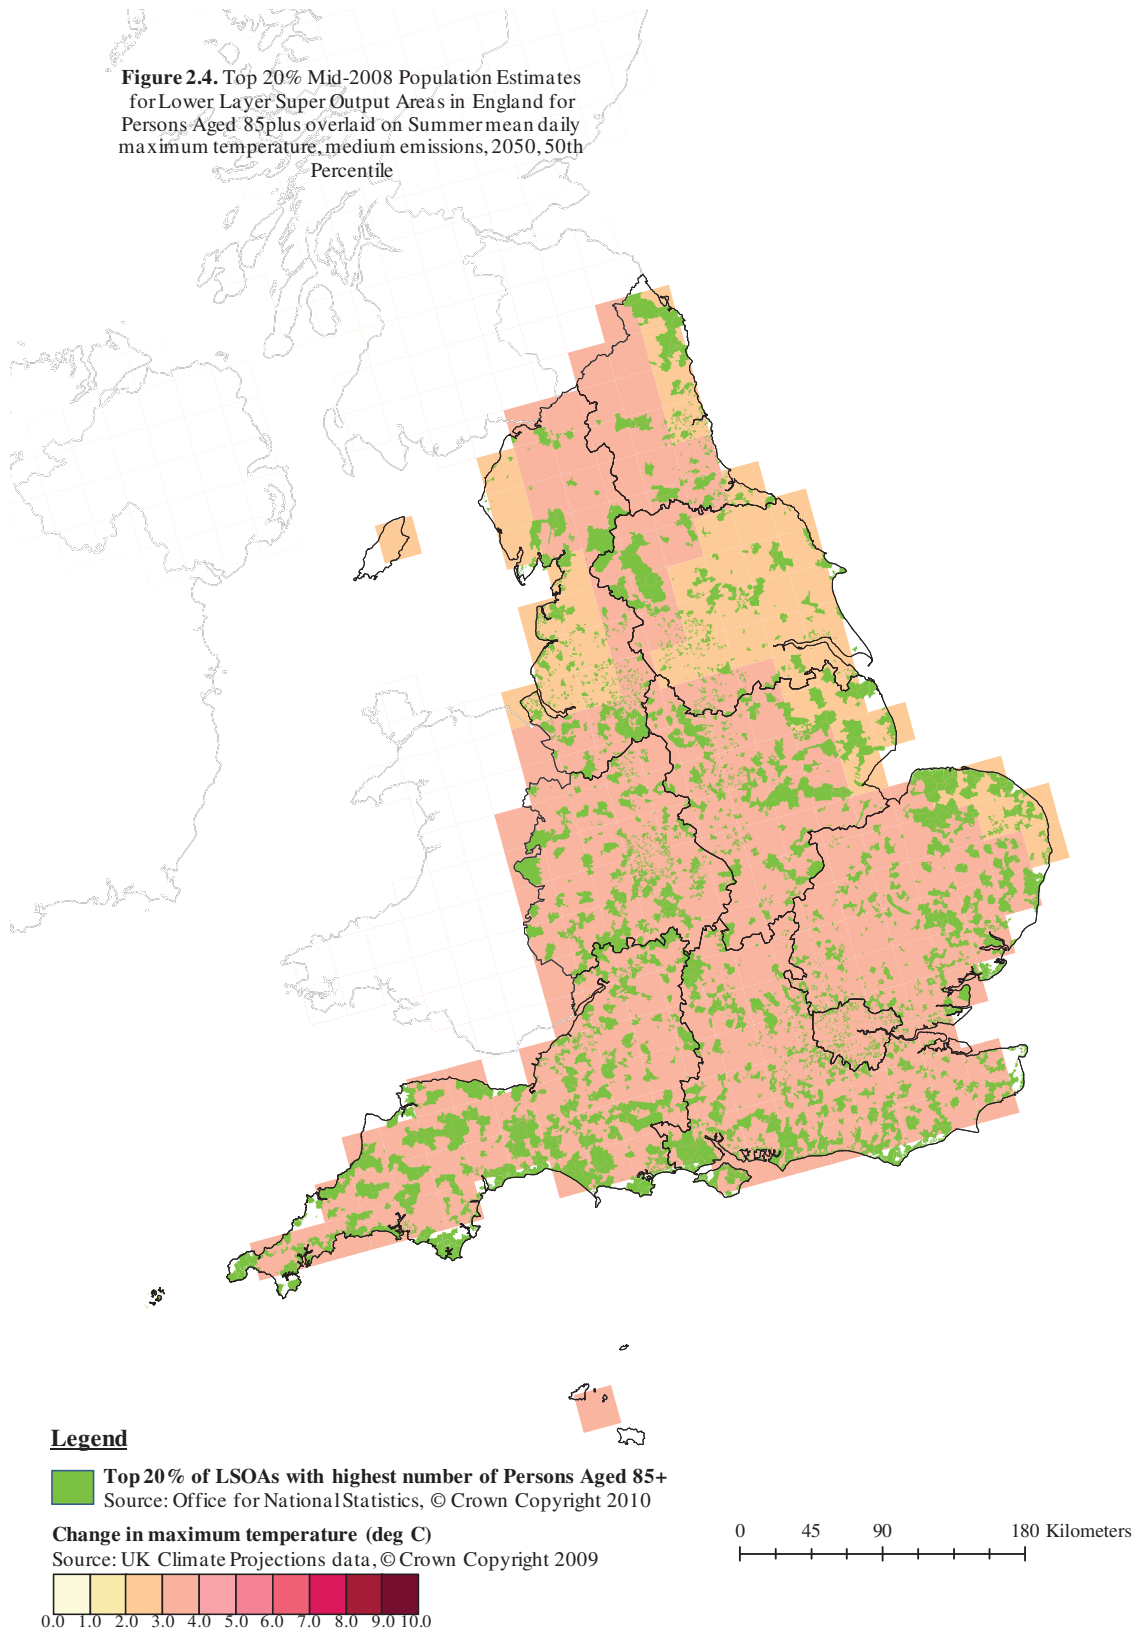 Figure 2.4. Top 20% Mid-2008 Population Estimates
for Lower Layer Super Output Areas in England for
Persons Aged 85plus overlaid on Summer mean daily
maximum temperature, medium emissions, 2050, 50th
Percentile
Legend
Top 20% of LSOAs with highest number of Persons Aged 85+
Source: Office for National Statistics, © Crown Copyright 2010
Change in maximum temperature (deg C)
Source: UK Climate Projections data, © Crown Copyright 2009
0.0 1.0 2.0 3.0 4.0 5.0 6.0 7.0 8.0 9.0 10.0
0 45 90 180 Kilometers